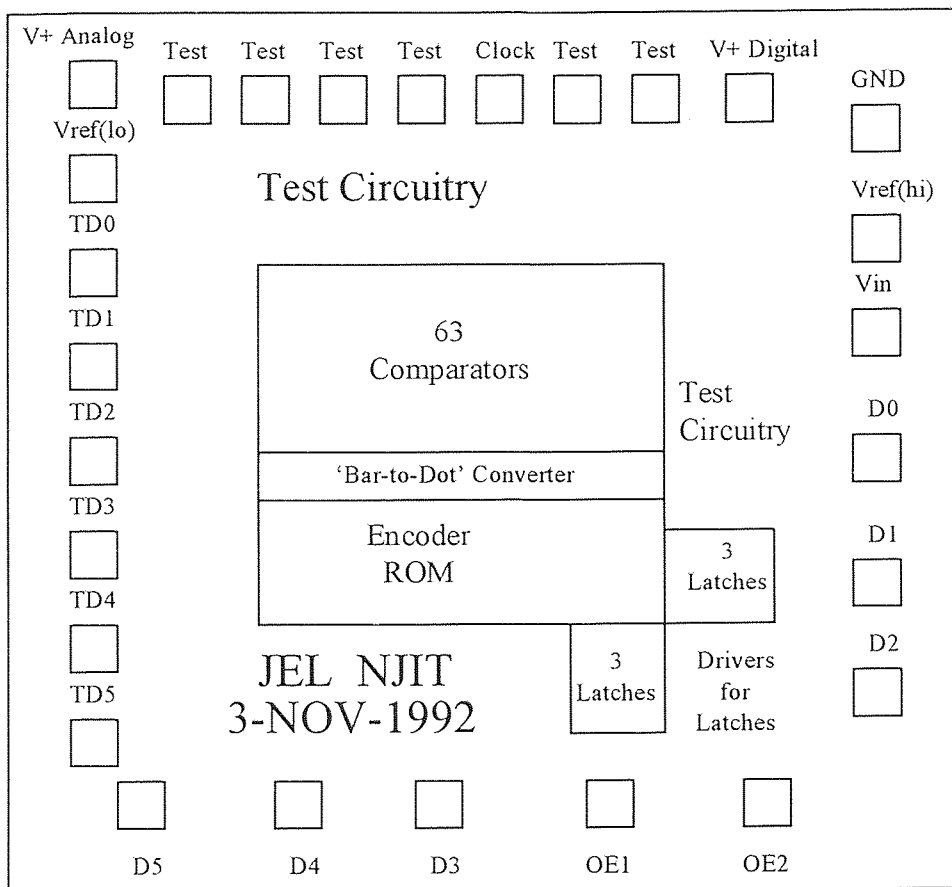 V+ Analog
Test Test Test Test Clock Test Test
V+ Digital
GND
Vref(lo)
Test Circuitry
Vref(hi)
TD0
Vin
TD1
63
Comparators
Test
Circuitry
TD2
D0
'Bar-to-Dot' Converter
TD3
Encoder
ROM
D1
3
Latches
TD4
D2
JEL NJIT
3-NOV-1992
3
Latches
Drivers
for
Latches
TD5
D5 D4 D3 OE1 OE2